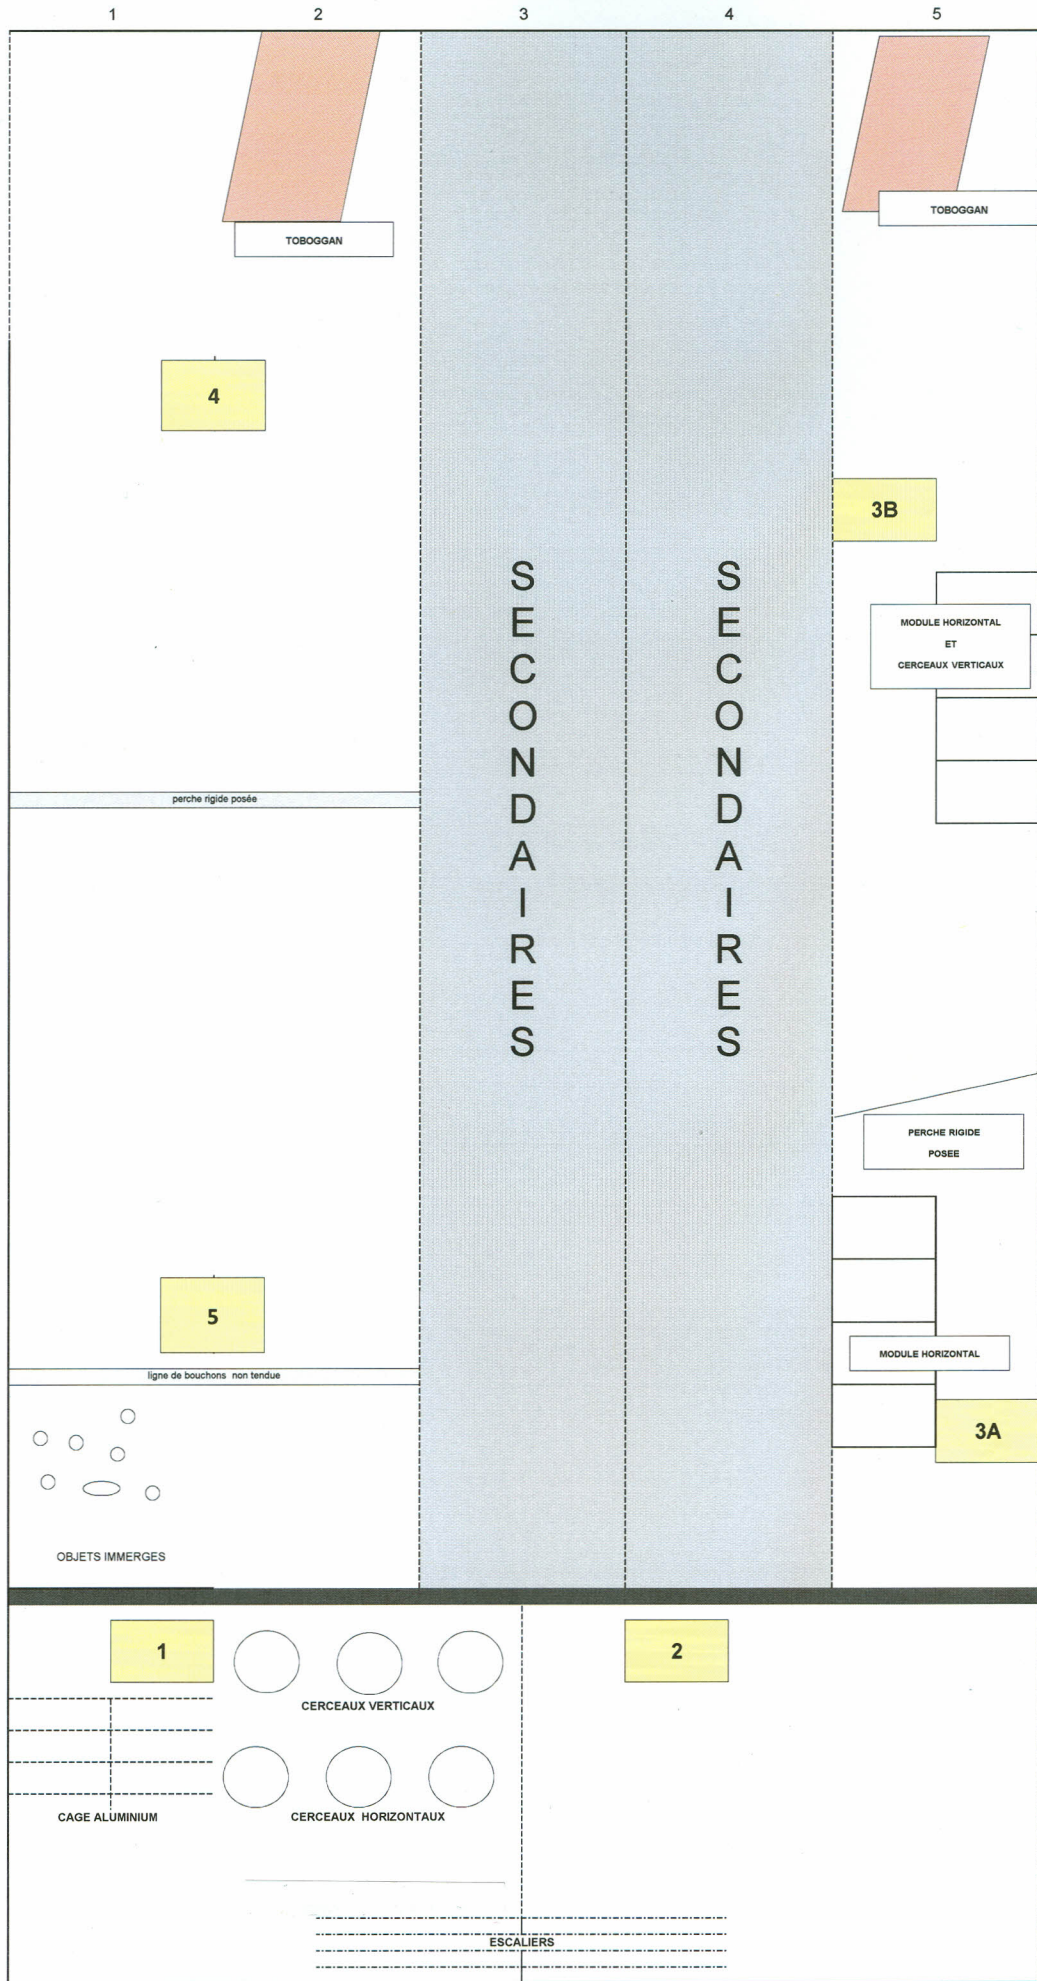 1 2 3 4 5
TOBOGGAN
TOBOGGAN
4
3B
SECONDAIRES
SECONDAIRES
MODULE HORIZONTAL
ET
CERCEAUX VERTICAUX
perche rigide posée
PERCHE RIGIDE
POSEE
5
MODULE HORIZONTAL
ligne de bouchons non tendue
3A
OBJETS IMMERGES
1
2
CERCEAUX VERTICAUX
CAGE ALUMINIUM
CERCEAUX HORIZONTAUX
ESCALIERS